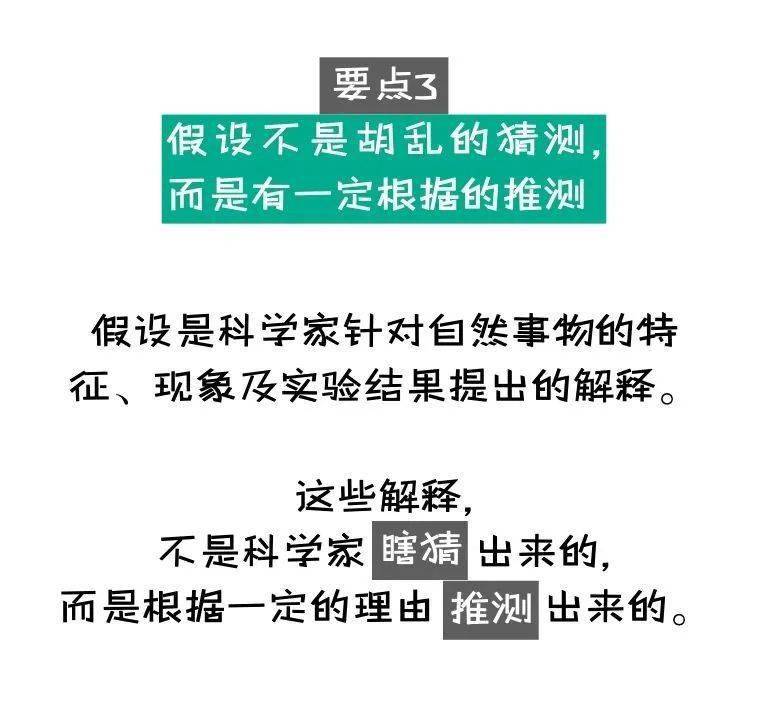 要点3
假设不是胡乱的猜测,
而是有一定根据的推测
假设是科学家针对自然事物的特
征、现象及实验结果提出的解释。
这些解释,
不是科学家 瞎猜 出来的,
而是根据一定的理由 推测 出来的。